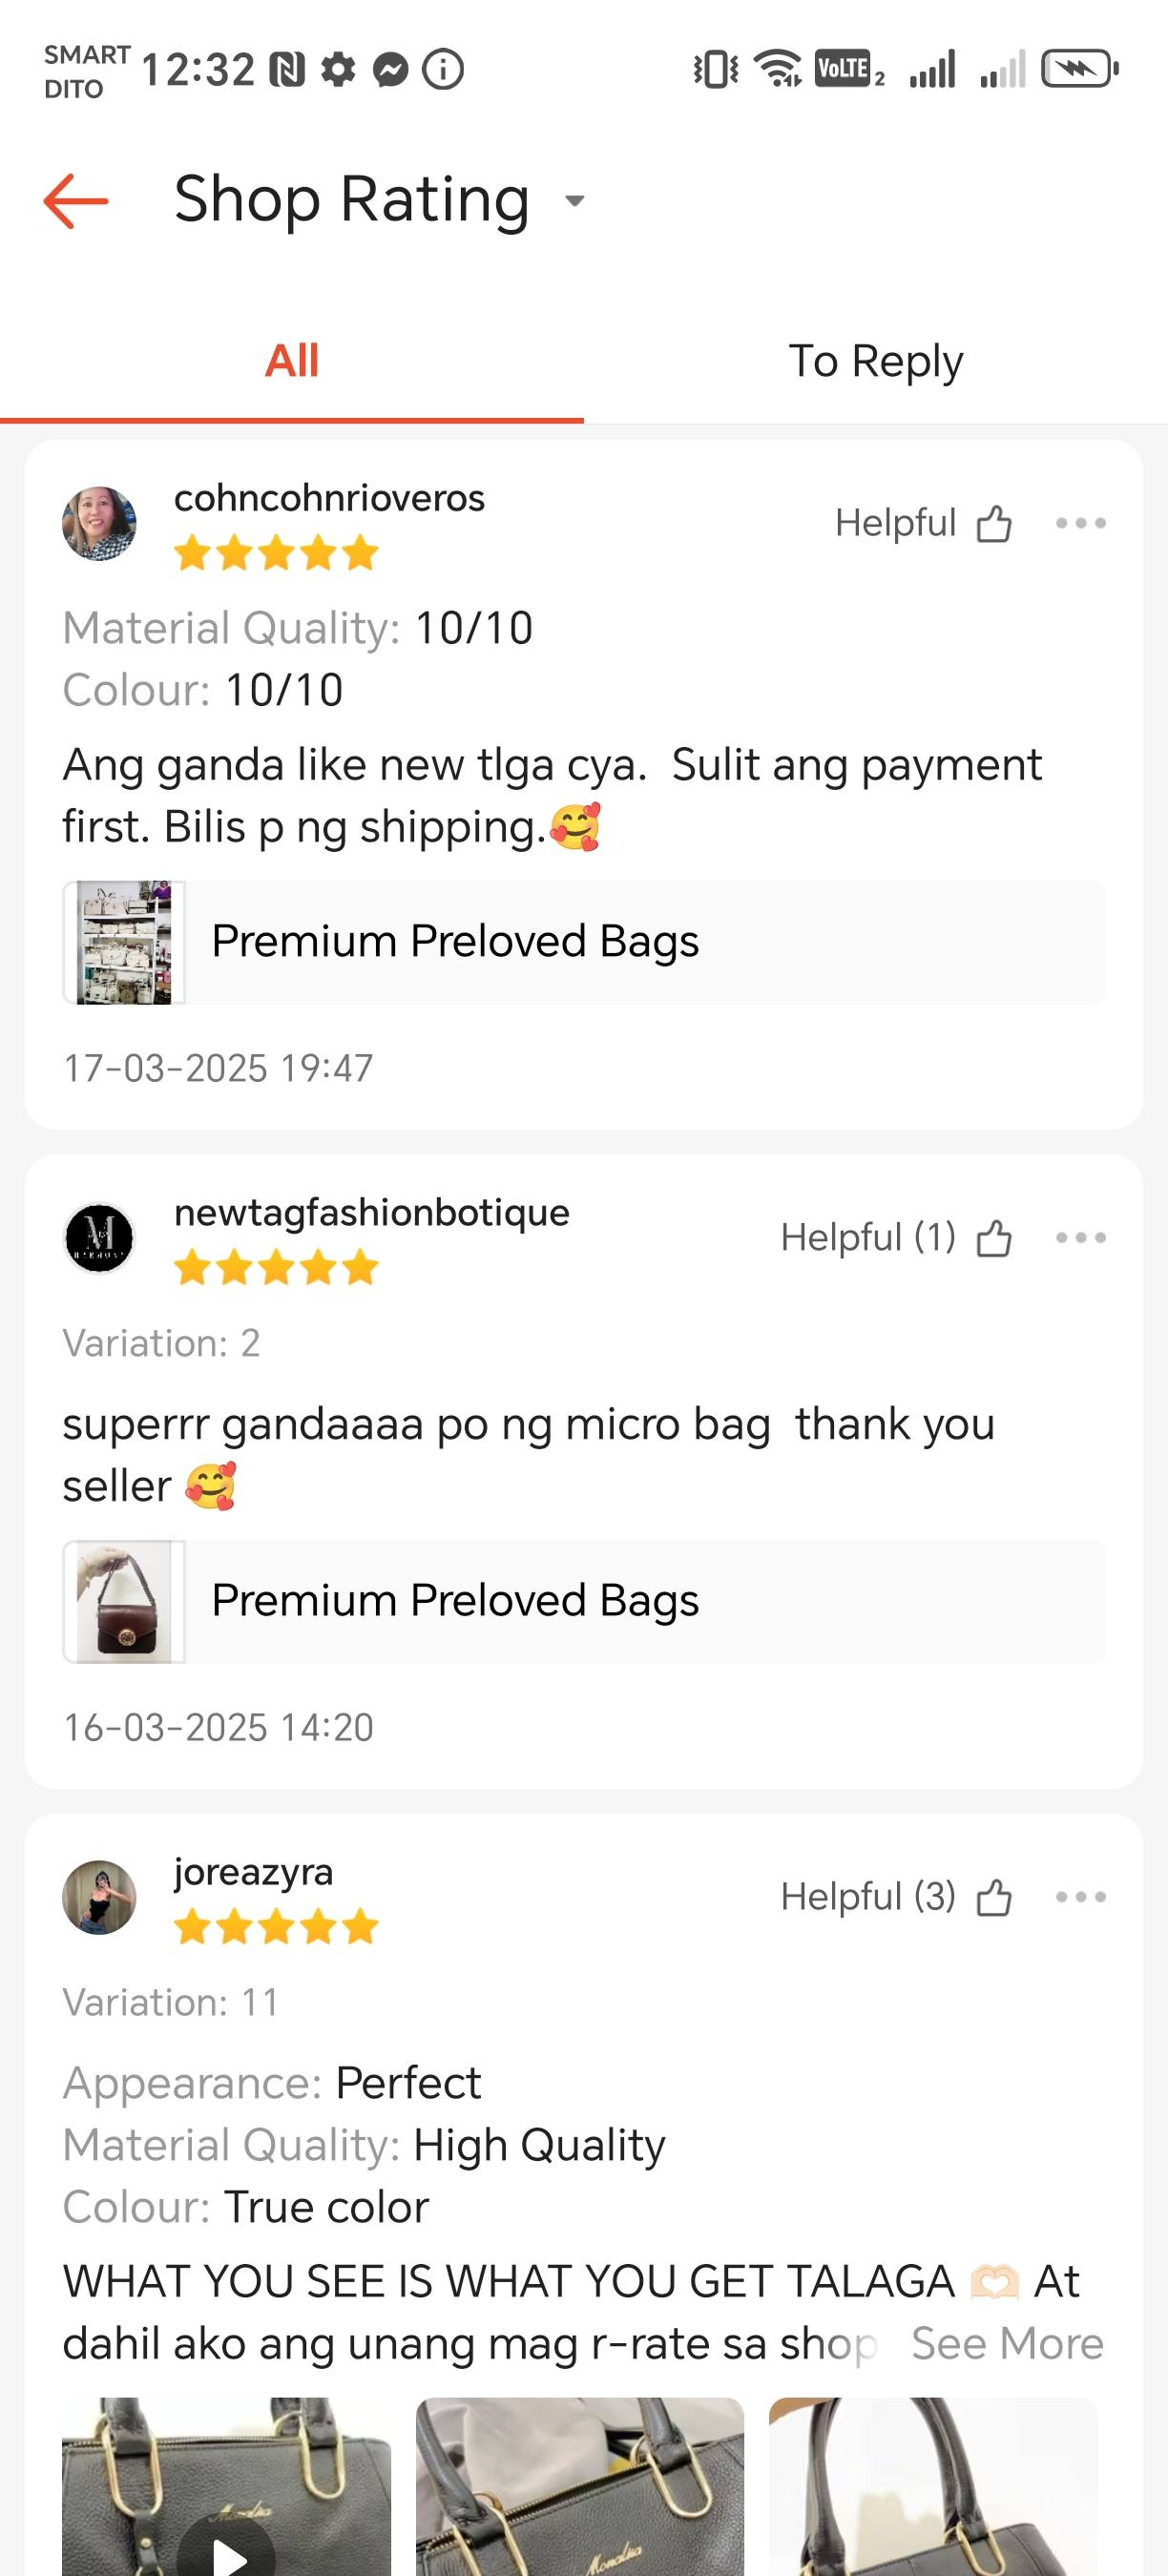 SMART
DITO
12:32
VoLTE 2
Shop Rating
All
To Reply
cohncohnrioveros
Helpful
Material Quality: 10/10
Colour: 10/10
Ang ganda like new tlga cya.  Sulit ang payment
first. Bilis p ng shipping.🥰
Premium Preloved Bags
17-03-2025 19:47
newtagfashionbotique
Helpful (1)
Variation: 2
superrr gandaaaa po ng micro bag  thank you
seller 🥰
Premium Preloved Bags
16-03-2025 14:20
joreazyra
Helpful (3)
Variation: 11
Appearance: Perfect
Material Quality: High Quality
Colour: True color
WHAT YOU SEE IS WHAT YOU GET TALAGA 🫶🏻 At
dahil ako ang unang mag r-rate sa shop See More